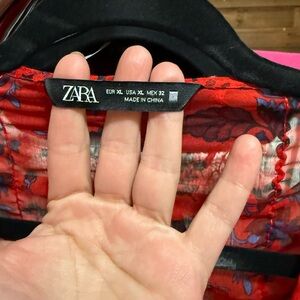 ZARA
EUR XL USA XL MEX 32
MADE IN CHINA